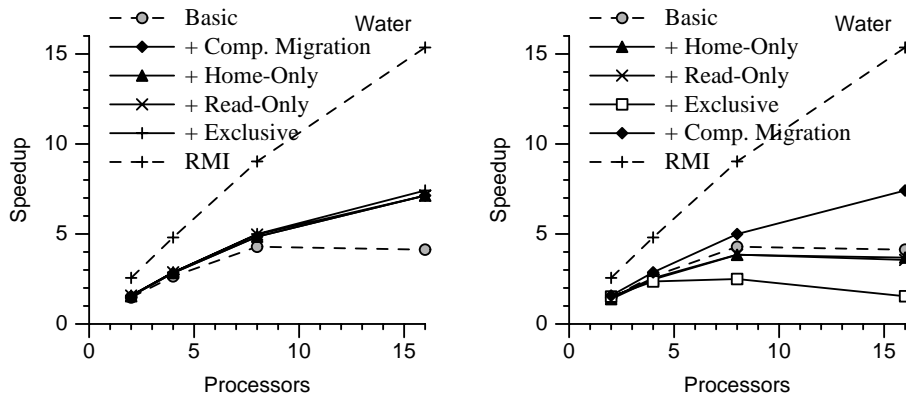 Water
Basic
+ Comp. Migration
+ Home-Only
+ Read-Only
+ Exclusive
RMI
15
10
5
0
Speedup
0
5
10
15
Processors
Water
Basic
+ Home-Only
+ Read-Only
+ Exclusive
+ Comp. Migration
RMI
15
10
5
0
Speedup
0
5
10
15
Processors